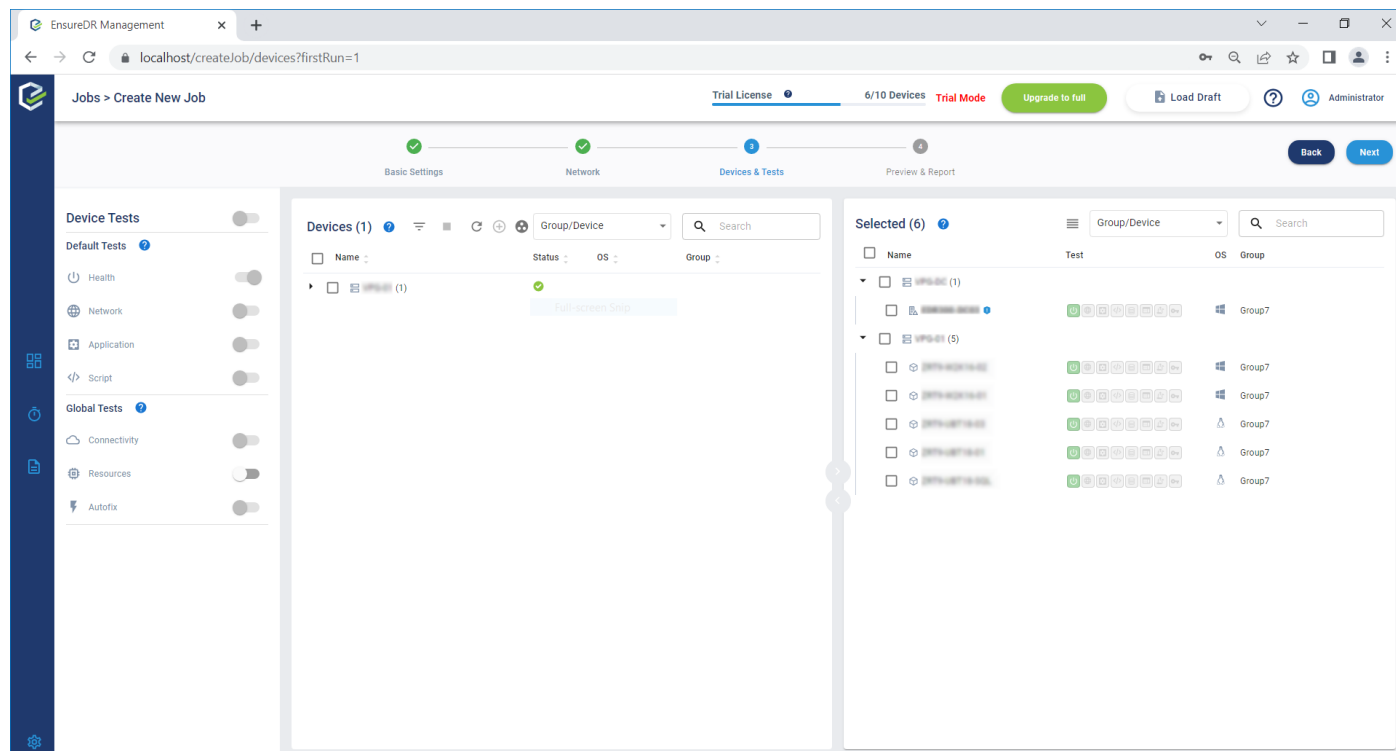 EnsureDR Management
localhost/createJob/devices?firstRun=1
Jobs > Create New Job
Trial License
6/10 Devices
Trial Mode
Upgrade to full
Load Draft
Administrator
3
4
Basic Settings
Network
Devices & Tests
Preview & Report
Back
Next
Device Tests
Default Tests
Health
Network
Application
Script
Global Tests
Connectivity
Resources
Autofix
Devices (1)
Group/Device
Search
Name
Status
OS
Group
(1)
Full-screen Snip
Selected (6)
Group/Device
Search
Name
Test
OS
Group
(1)
Group7
(5)
Group7
Group7
Group7
Group7
Group7